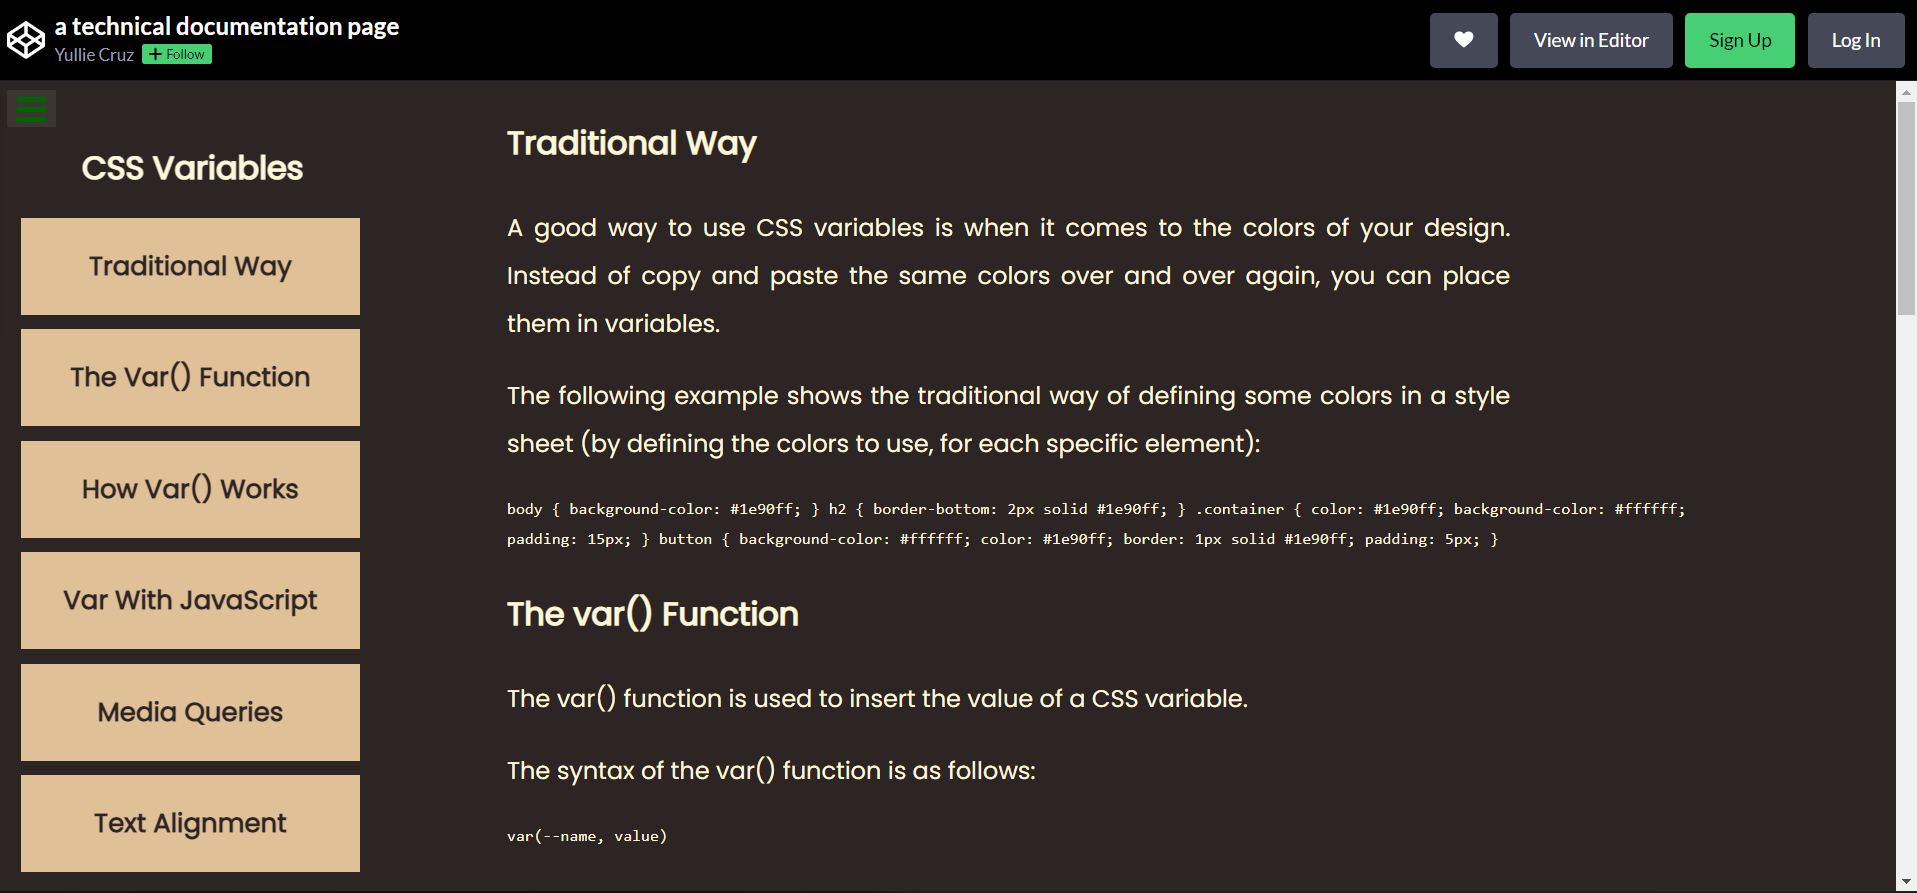 a technical documentation page
Yullie Cruz
+ Follow
View in Editor
Sign Up
Log In
CSS Variables
Traditional Way
The Var() Function
How Var() Works
Var With JavaScript
Media Queries
Text Alignment
Traditional Way
A good way to use CSS variables is when it comes to the colors of your design.
Instead of copy and paste the same colors over and over again, you can place
them in variables.
The following example shows the traditional way of defining some colors in a style
sheet (by defining the colors to use, for each specific element):
body { background-color: #1e90ff; } h2 { border-bottom: 2px solid #1e90ff; } .container { color: #1e90ff; background-color: #ffffff;
padding: 15px; } button { background-color: #ffffff; color: #1e90ff; border: 1px solid #1e90ff; padding: 5px; }
The var() Function
The var() function is used to insert the value of a CSS variable.
The syntax of the var() function is as follows:
var(--name, value)